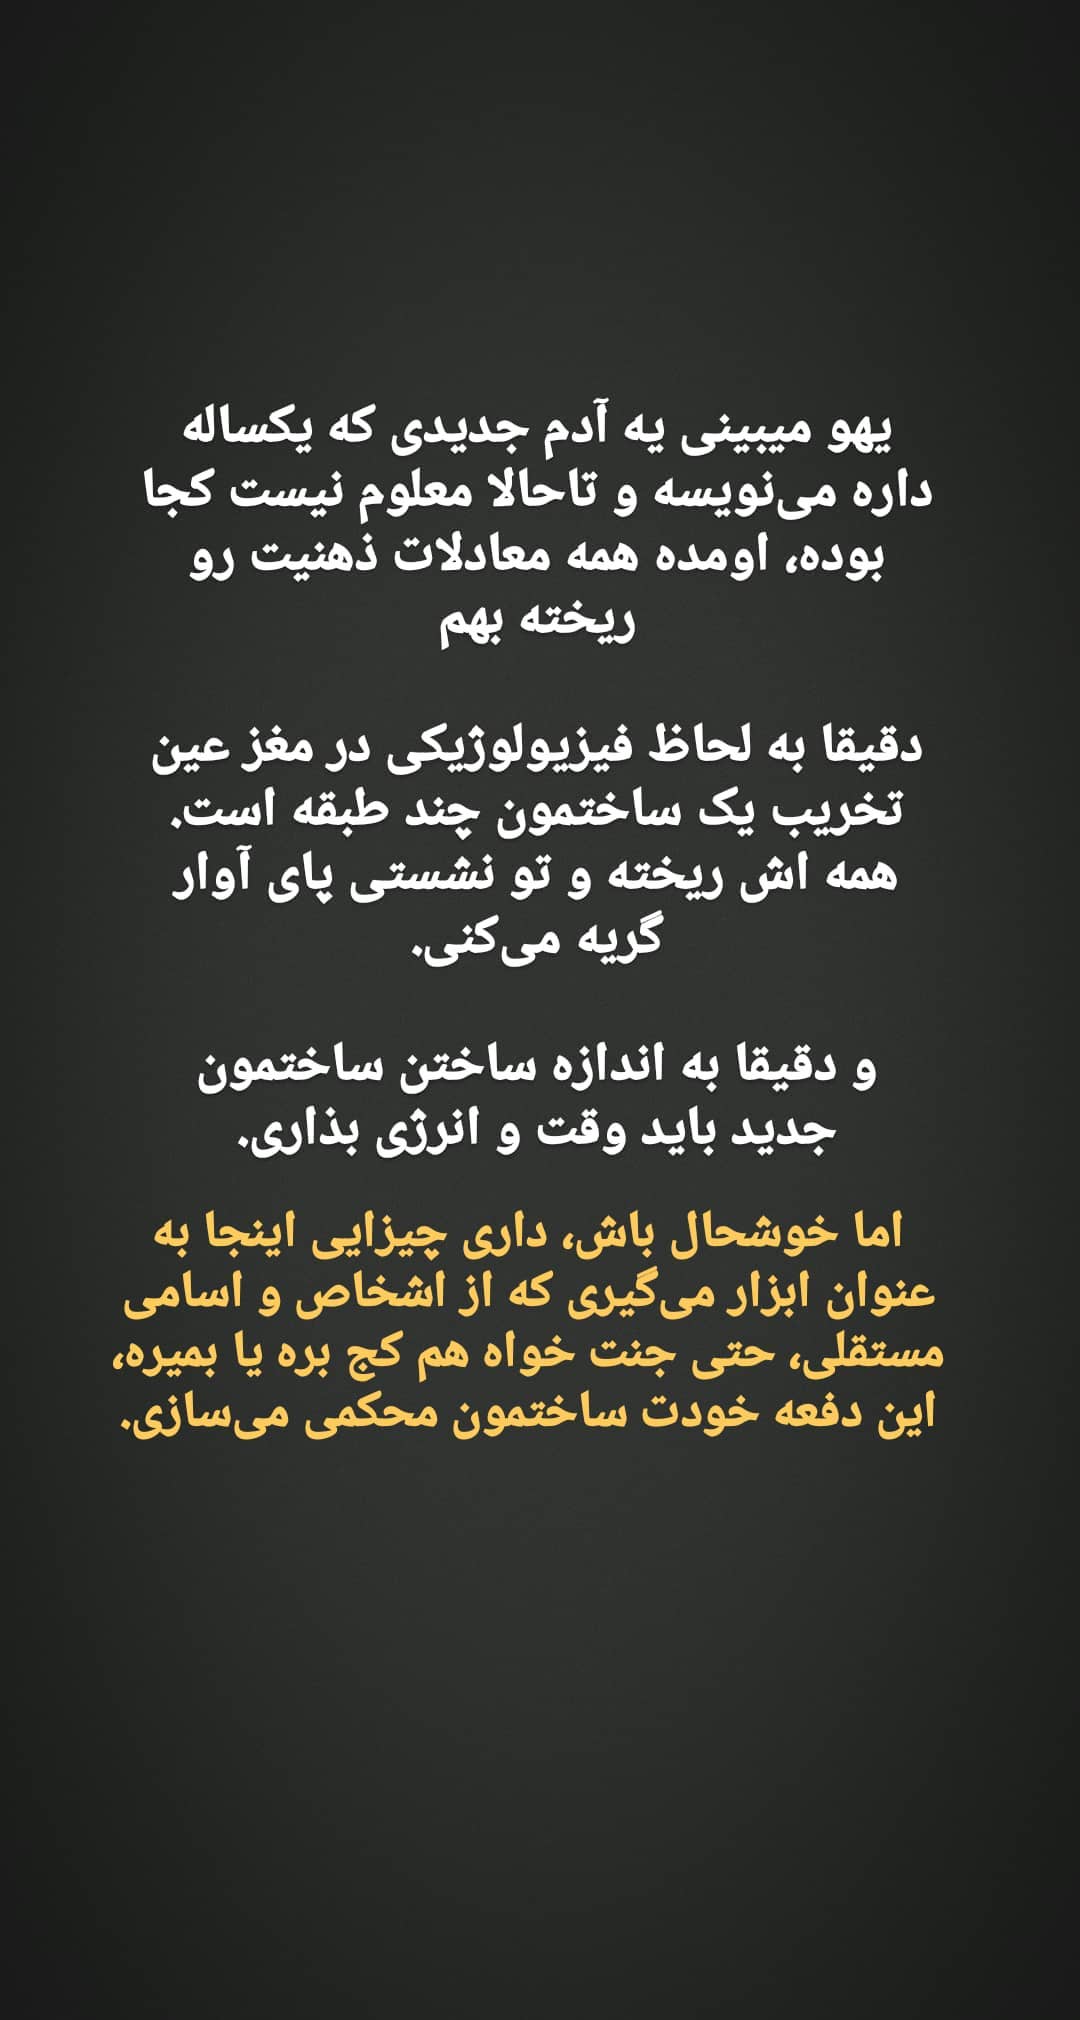 یهو میبینی یه آدم جدیدی که یکساله
داره می‌نویسه و تاحالا معلوم نیست کجا
بوده، اومده همه معادلات ذهنیت رو
ریخته بهم
دقیقا به لحاظ فیزیولوژیکی در مغز عین
تخریب یک ساختمون چند طبقه است.
همه اش ریخته و تو نشستی پای آوار
گریه می‌کنی.
و دقیقا به اندازه ساختن ساختمون
جدید باید وقت و انرژی بذاری.
اما خوشحال باش، داری چیزایی اینجا به
عنوان ابزار می‌گیری که از اشخاص و اسامی
مستقلی، حتی جنت خواه هم کج بره یا بمیره،
این دفعه خودت ساختمون محکمی می‌سازی.